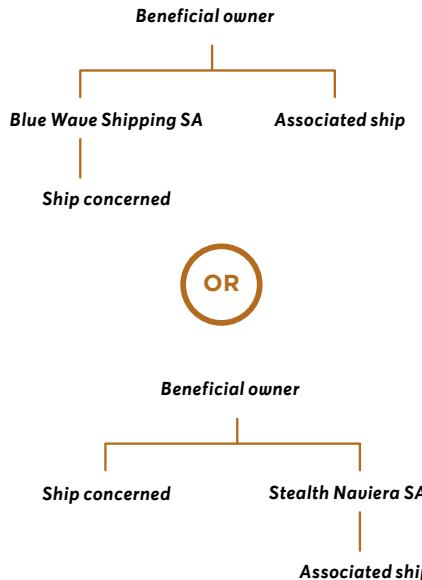 Beneficial owner
Blue Wave Shipping SA
Associated ship
Ship concerned
OR
Beneficial owner
Ship concerned
Stealth Naviera SA
Associated ship